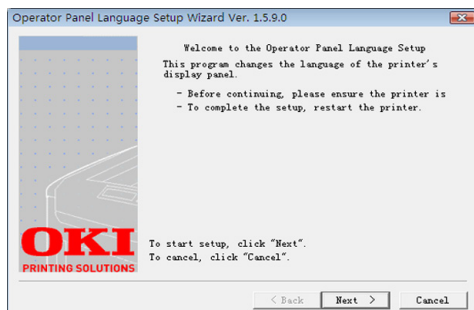 Operator Panel Language Setup Wizard Ver. 1.5.9.0
Welcome to the Operator Panel Language Setup
This program changes the language of the printer's
display panel.
- Before continuing, please ensure the printer is
- To complete the setup, restart the printer.
OKI
PRINTING SOLUTIONS
To start setup, click "Next".
To cancel, click "Cancel".
< Back
Next >
Cancel